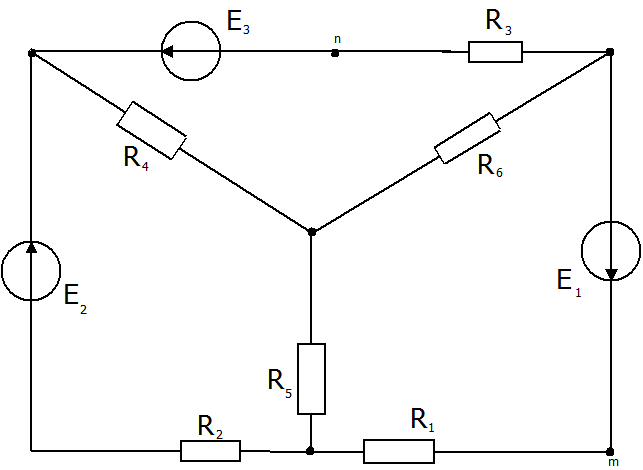 E₃
n
R₃
R₄
R₆
E₂
E₁
R₅
R₂
R₁
m